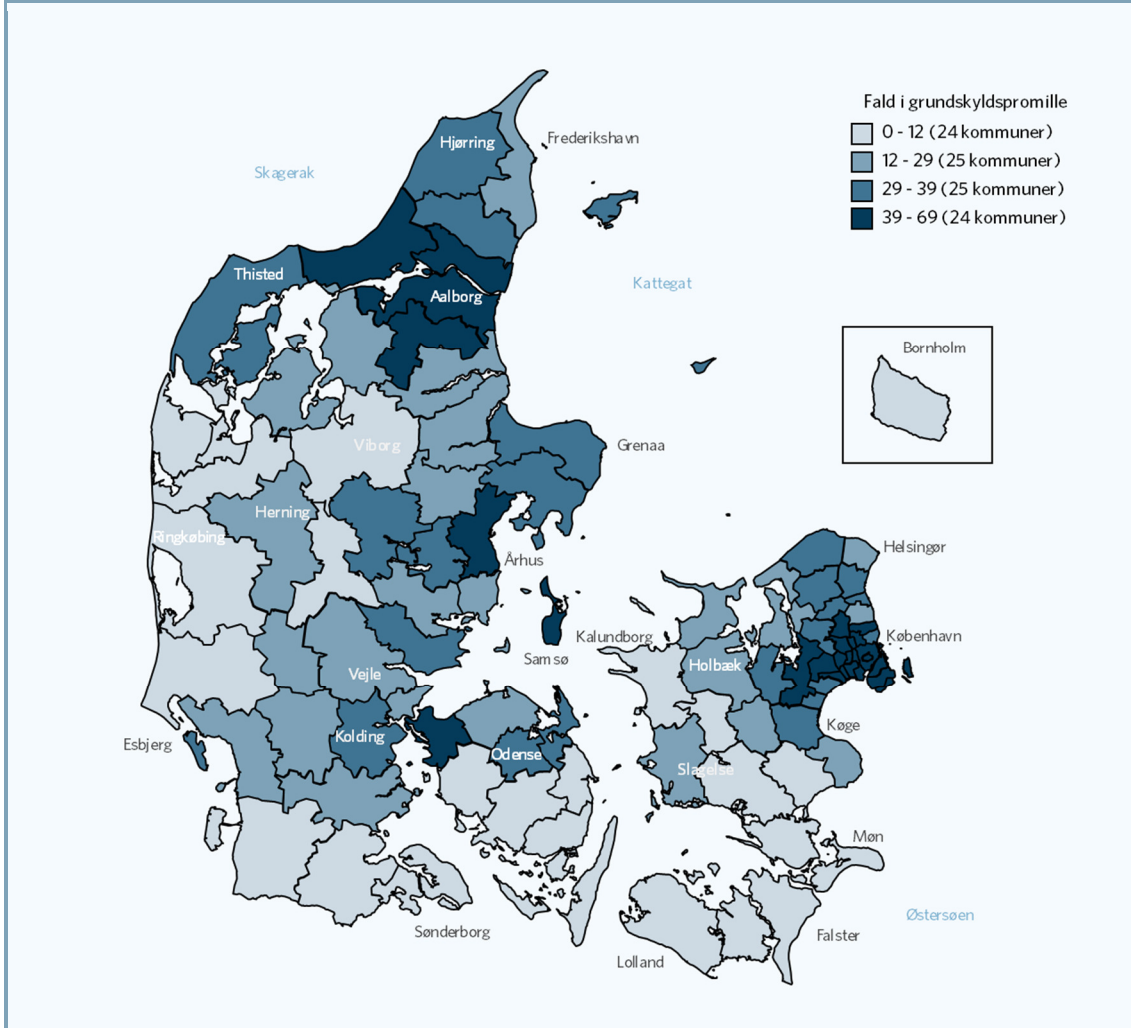 Fald i grundskyldspromille
0 - 12 (24 kommuner)
12 - 29 (25 kommuner)
29 - 39 (25 kommuner)
39 - 69 (24 kommuner)
Hjørring
Frederikshavn
Skagerak
Thisted
Kattegat
Aalborg
Bornholm
Viborg
Grenaa
Herning
Ringkøbing
Helsingør
Århus
København
Kalundborg
Samsø
Holbæk
Vejle
Køge
Kolding
Esbjerg
Odense
Slagelse
Møn
Østersøen
Sønderborg
Falster
Lolland